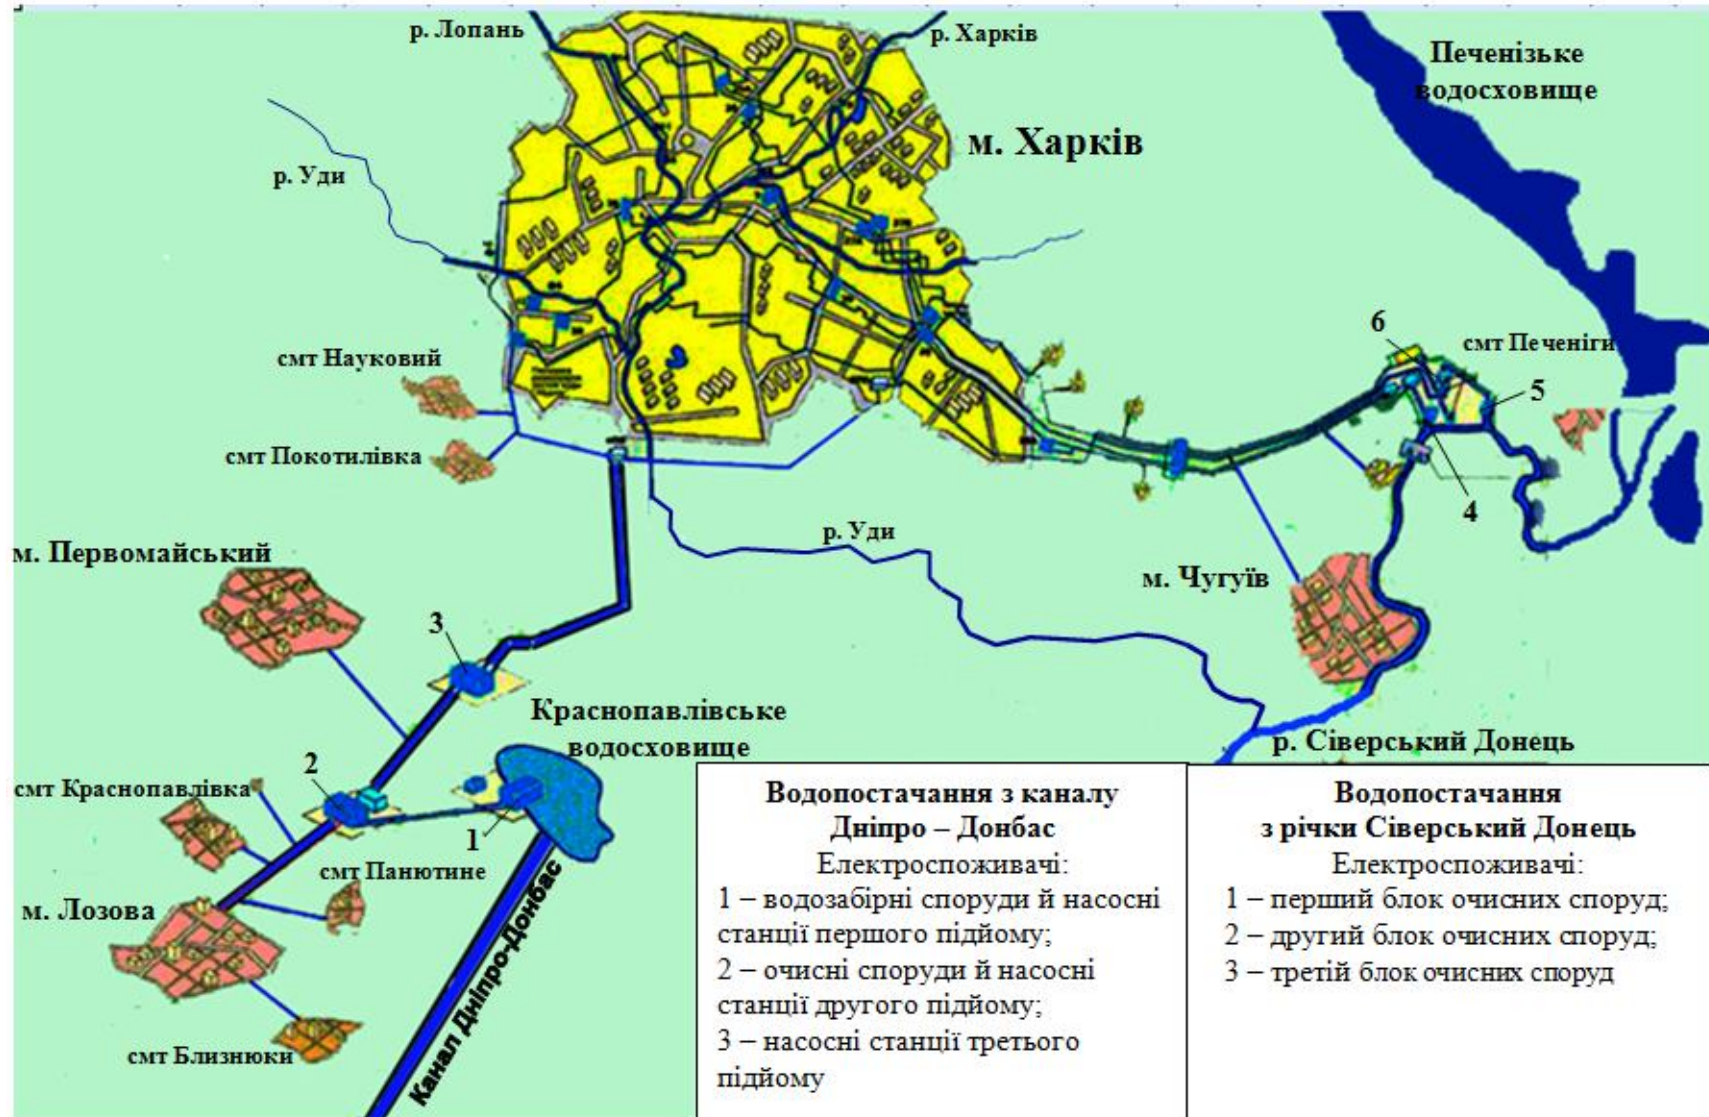 р. Лопань
р. Харків
Печенізьке
водосховище
м. Харків
р. Уди
6
смт Печеніги
смт Науковий
5
смт Покотилівка
4
р. Уди
м. Первомайський
м. Чугуїв
3
Краснопавлівське
водосховище
р. Сіверський Донець
2
смт Краснопавлівка
1
смт Панютине
м. Лозова
смт Близнюки
Канал Дніпро-Донбас
Водопостачання з каналу
Дніпро – Донбас
Електроспоживачі:
1 – водозабірні споруди й насосні
станції першого підйому;
2 – очисні споруди й насосні
станції другого підйому;
3 – насосні станції третього
підйому
Водопостачання
з річки Сіверський Донець
Електроспоживачі:
1 – перший блок очисних споруд;
2 – другий блок очисних споруд;
3 – третій блок очисних споруд